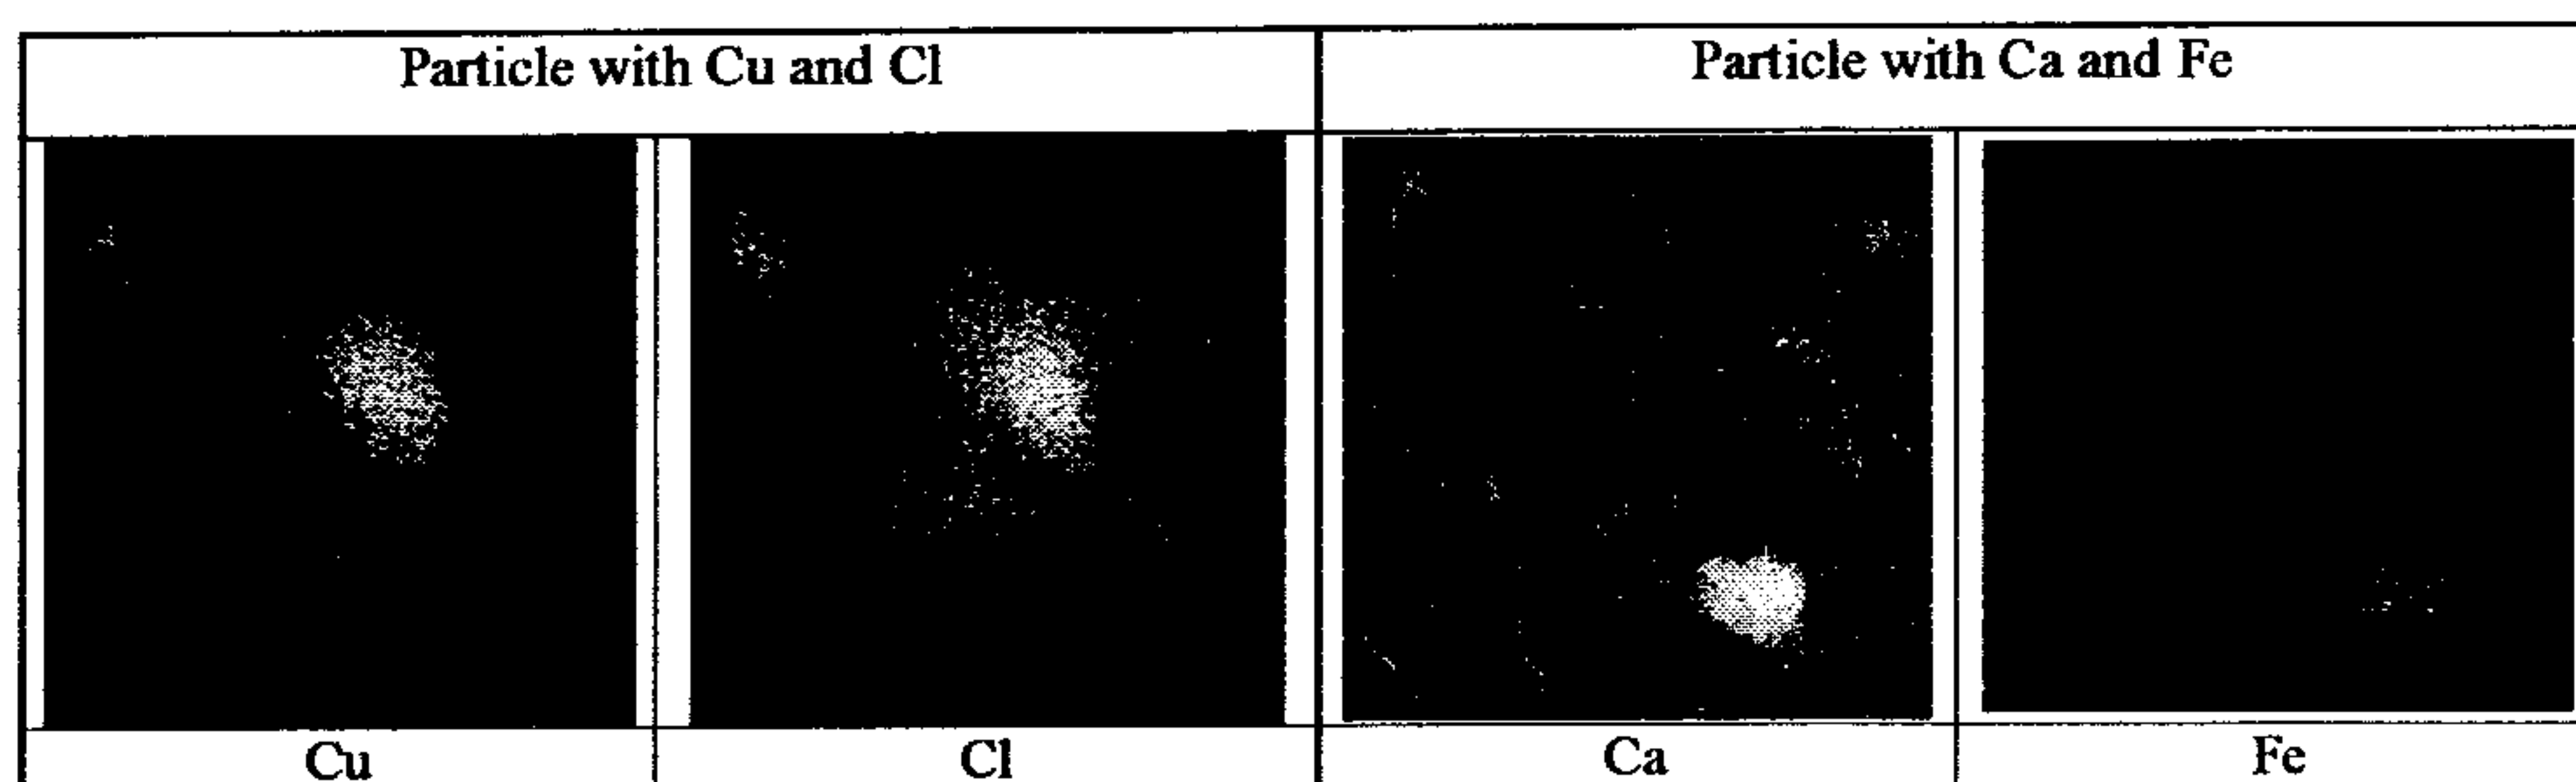 Particle with Cu and Cl
Particle with Ca and Fe
Cu
Cl
Ca
Fe